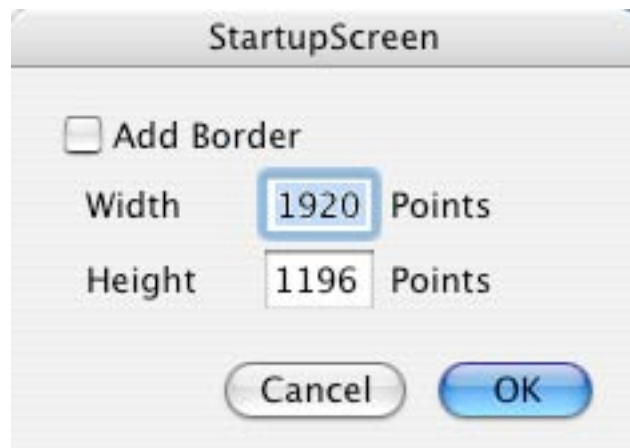 StartupScreen
Add Border
Width 1920 Points
Height 1196 Points
Cancel OK